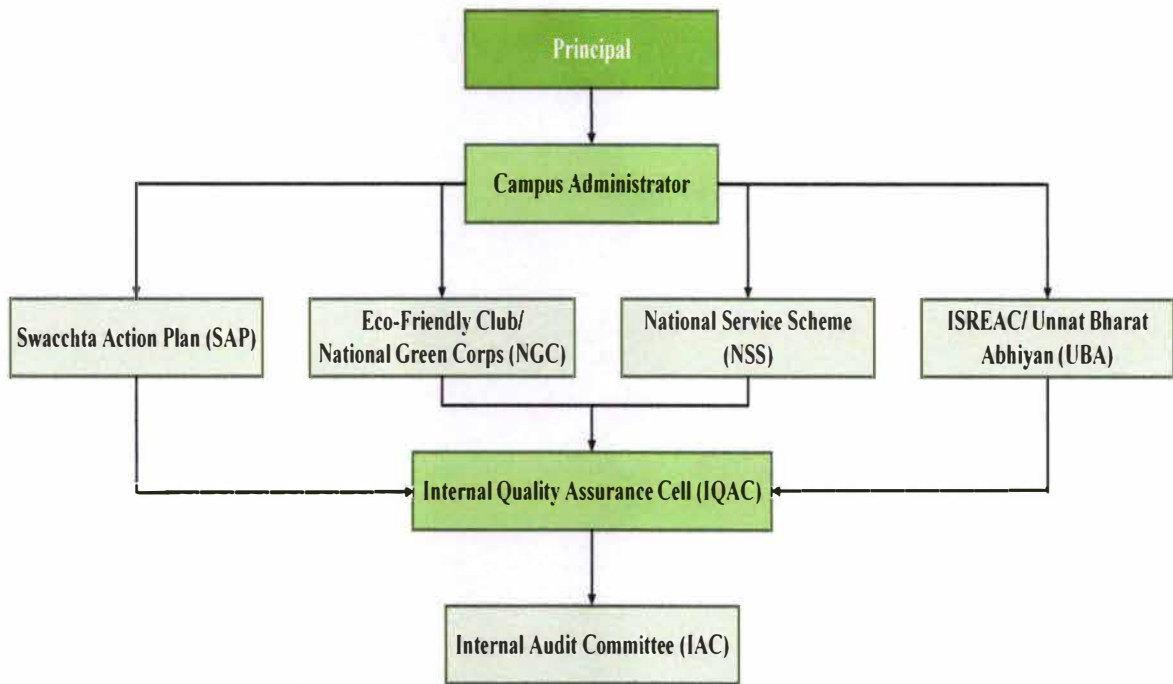 Principal
Campus Administrator
Swacchta Action Plan (SAP)
Eco-Friendly Club/
National Green Corps (NGC)
National Service Scheme
(NSS)
ISREAC/ Unnat Bharat
Abhiyan (UBA)
Internal Quality Assurance Cell (IQAC)
Internal Audit Committee (IAC)